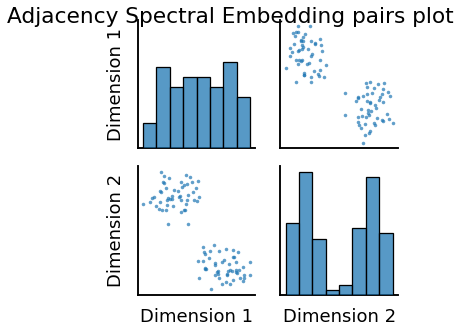 Adjacency Spectral Embedding pairs plot
Dimension 1
Dimension 2
Dimension 1
Dimension 2